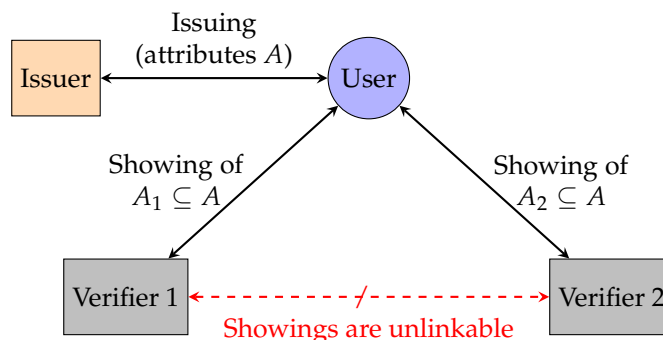 Issuing
(attributes A)
Issuer
User
Showing of
A₁ ⊆ A
Showing of
A₂ ⊆ A
Verifier 1
Verifier 2
Showings are unlinkable